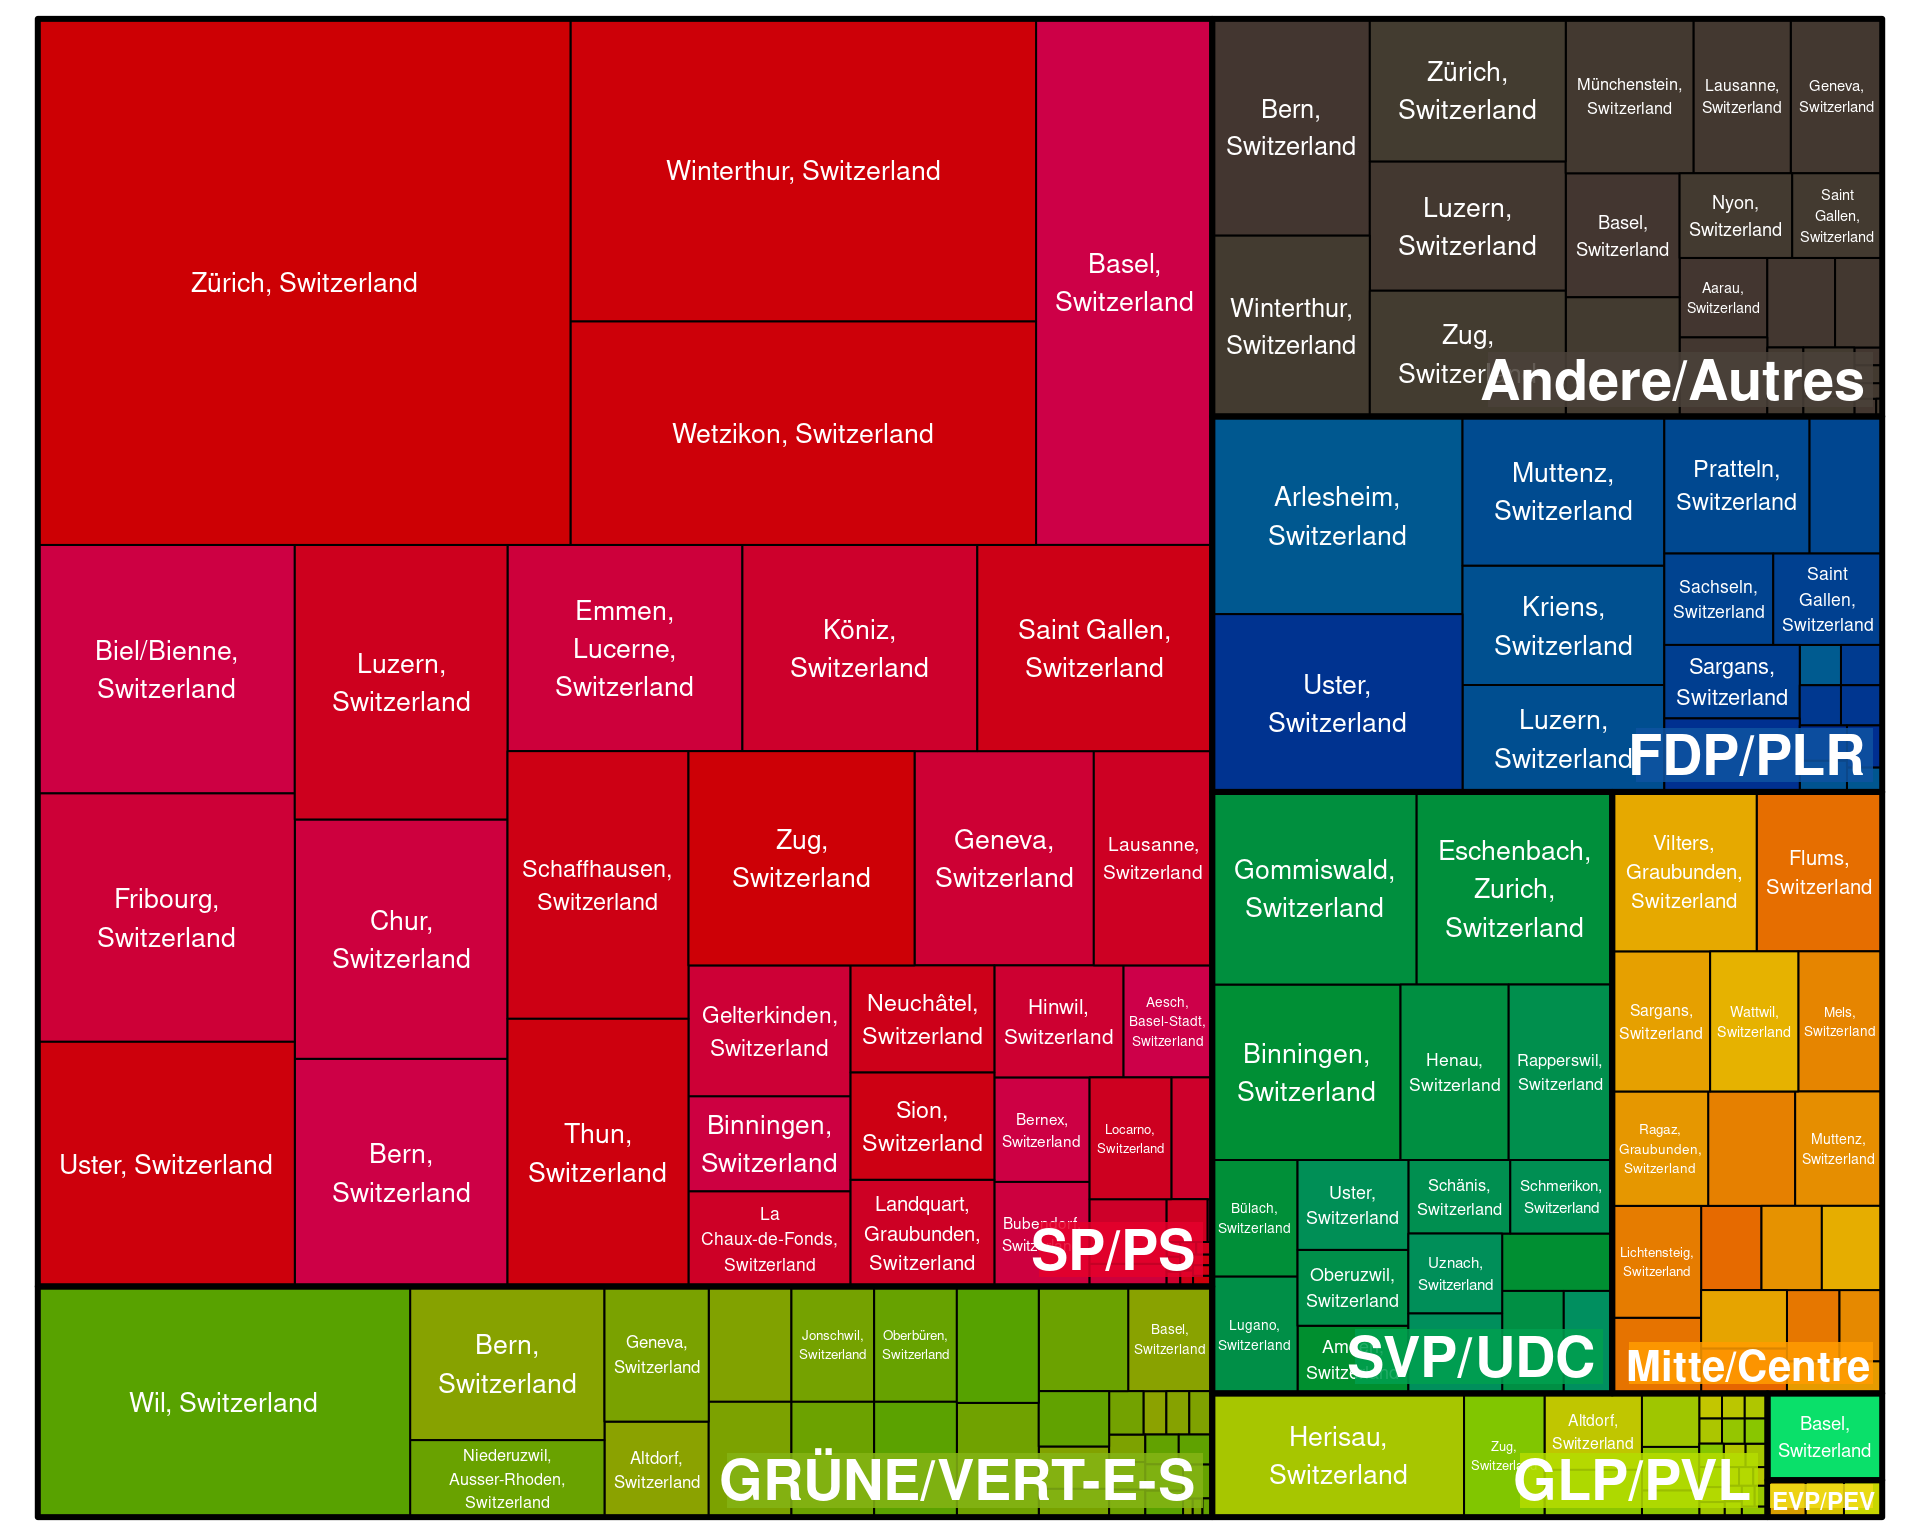 Zürich, Switzerland
Winterthur, Switzerland
Wetzikon, Switzerland
Basel,
Switzerland
Biel/Bienne,
Switzerland
Fribourg,
Switzerland
Uster, Switzerland
Luzern,
Switzerland
Chur,
Switzerland
Bern,
Switzerland
Emmen,
Lucerne,
Switzerland
Köniz,
Switzerland
Saint Gallen,
Switzerland
Schaffhausen,
Switzerland
Thun,
Switzerland
Zug,
Switzerland
Geneva,
Switzerland
Lausanne,
Switzerland
Gelterkinden,
Switzerland
Binningen,
Switzerland
La
Chaux-de-Fonds,
Switzerland
Neuchâtel,
Switzerland
Sion,
Switzerland
Landquart,
Graubunden,
Switzerland
Hinwil,
Switzerland
Aesch,
Basel-Stadt,
Switzerland
Bernex,
Switzerland
Locarno,
Switzerland
Bubendorf,
Switzerland
SP/PS
Wil, Switzerland
Bern,
Switzerland
Niederuzwil,
Ausser-Rhoden,
Switzerland
Geneva,
Switzerland
Altdorf,
Switzerland
Jonschwil,
Switzerland
Oberbüren,
Switzerland
Basel,
Switzerland
GRÜNE/VERT-E-S
Bern,
Switzerland
Winterthur,
Switzerland
Zürich,
Switzerland
Luzern,
Switzerland
Zug,
Switzerland
Münchenstein,
Switzerland
Lausanne,
Switzerland
Geneva,
Switzerland
Basel,
Switzerland
Nyon,
Switzerland
Saint
Gallen,
Switzerland
Aarau,
Switzerland
Andere/Autres
Arlesheim,
Switzerland
Uster,
Switzerland
Muttenz,
Switzerland
Kriens,
Switzerland
Luzern,
Switzerland
Pratteln,
Switzerland
Sachseln,
Switzerland
Saint
Gallen,
Switzerland
Sargans,
Switzerland
FDP/PLR
Gommiswald,
Switzerland
Eschenbach,
Zurich,
Switzerland
Binningen,
Switzerland
Henau,
Switzerland
Rapperswil,
Switzerland
Bülach,
Switzerland
Lugano,
Switzerland
Uster,
Switzerland
Oberuzwil,
Switzerland
Schänis,
Switzerland
Schmerikon,
Switzerland
Uznach,
Switzerland
SVP/UDC
Vilters,
Graubunden,
Switzerland
Flums,
Switzerland
Sargans,
Switzerland
Wattwil,
Switzerland
Mels,
Switzerland
Ragaz,
Graubunden,
Switzerland
Muttenz,
Switzerland
Lichtensteig,
Switzerland
Mitte/Centre
Herisau,
Switzerland
Zug,
Switzerland
Altdorf,
Switzerland
GLP/PVL
Basel,
Switzerland
EVP/PEV